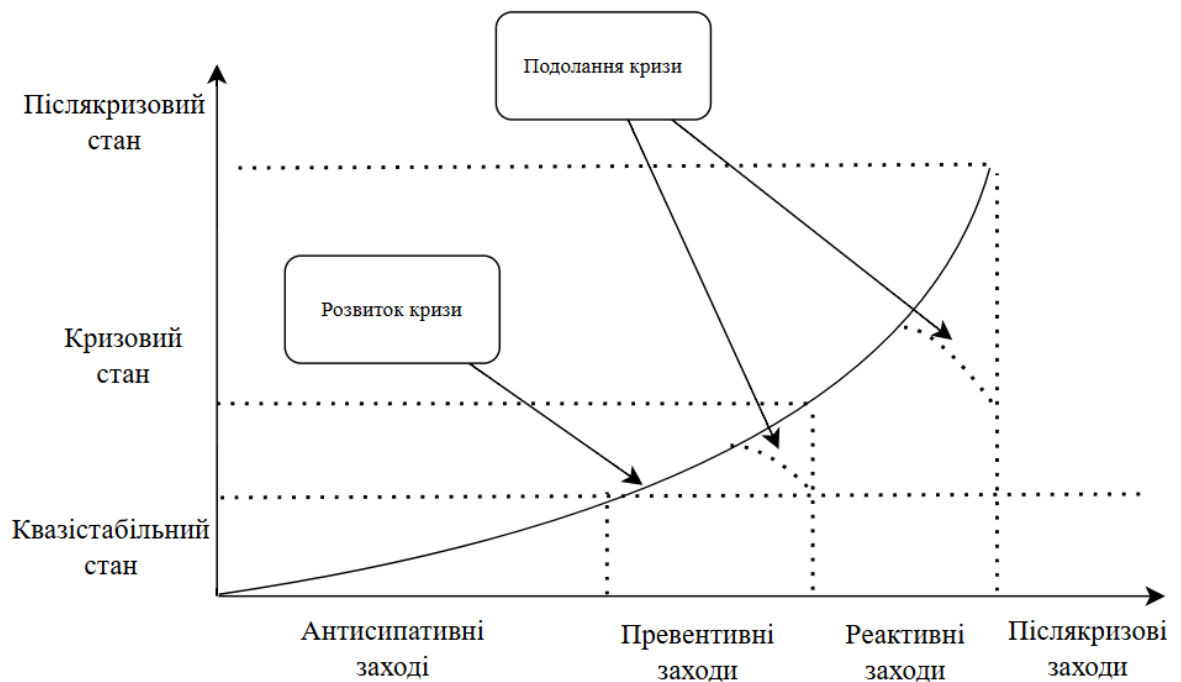 Подолання кризи
Післякризовий
стан
Розвиток кризи
Кризовий
стан
Квазістабільний
стан
Антисипативні
заході
Превентивні
заходи
Реактивні
заходи
Післякризові
заходи